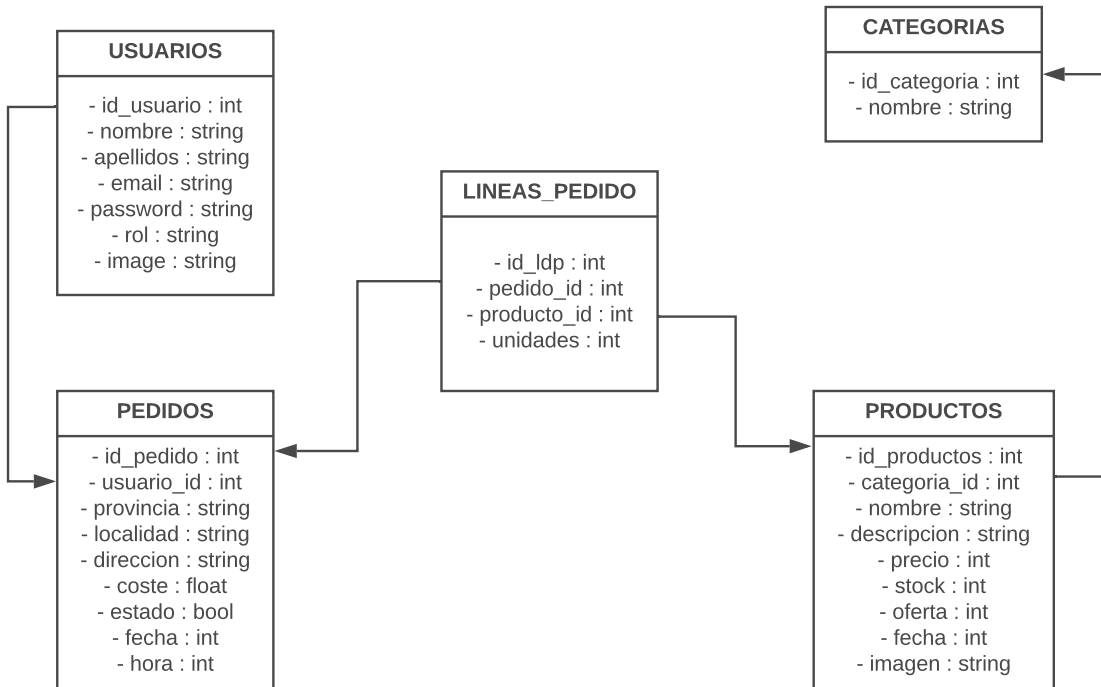 USUARIOS
- id_usuario : int
- nombre : string
- apellidos : string
- email : string
- password : string
- rol : string
- image : string
CATEGORIAS
- id_categoria : int
- nombre : string
LINEAS_PEDIDO
- id_ldp : int
- pedido_id : int
- producto_id : int
- unidades : int
PEDIDOS
- id_pedido : int
- usuario_id : int
- provincia : string
- localidad : string
- direccion : string
- coste : float
- estado : bool
- fecha : int
- hora : int
PRODUCTOS
- id_productos : int
- categoria_id : int
- nombre : string
- descripcion : string
- precio : int
- stock : int
- oferta : int
- fecha : int
- imagen : string